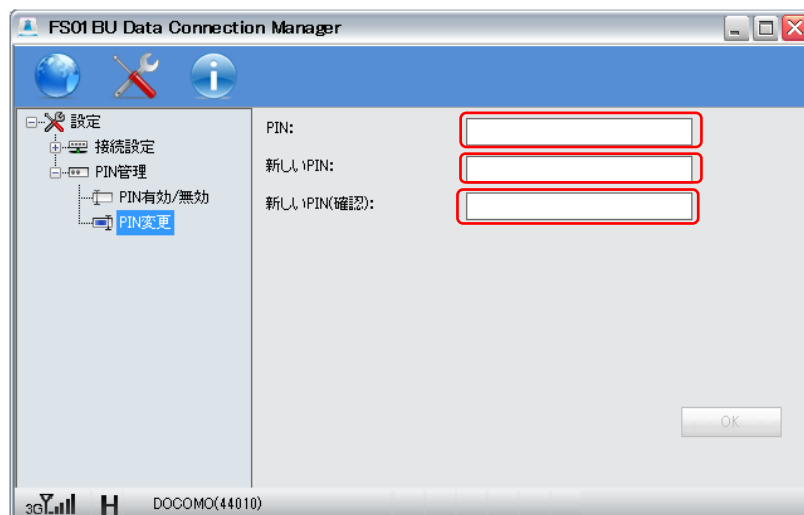 FS01BU Data Connection Manager
設定
接続設定
PIN管理
PIN有効/無効
PIN変更
PIN:
新しいPIN:
新しいPIN(確認):
OK
3G H DOCOMO(44010)